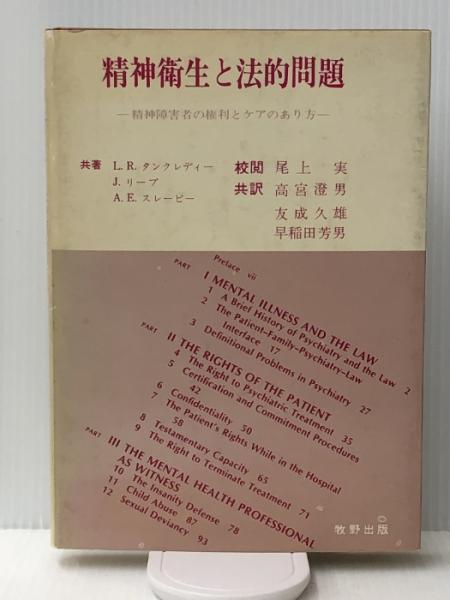 精神衛生と法的問題
—精神障害者の権利とケアのあり方—
共著 L.R.タンクレディー
J.リーブ
A.E.スレービー
校閲 尾上 実
共訳 高宮澄男
友成久雄
早稲田芳男
Preface vii
PART I MENTAL ILLNESS AND THE LAW
1 A Brief History of Psychiatry and the Law 2
2 The Patient-Family-Psychiatry-Law
Interface 17
3 Definitional Problems in Psychiatry 27
PART II THE RIGHTS OF THE PATIENT
4 The Right to Psychiatric Treatment 35
5 Certification and Commitment Procedures
42
6 Confidentiality 50
7 The Patient's Rights While in the Hospital
58
8 Testamentary Capacity 65
9 The Right to Terminate Treatment 71
PART III THE MENTAL HEALTH PROFESSIONAL
AS WITNESS
10 The Insanity Defense 78
11 Child Abuse 87
12 Sexual Deviancy 93
牧野出版